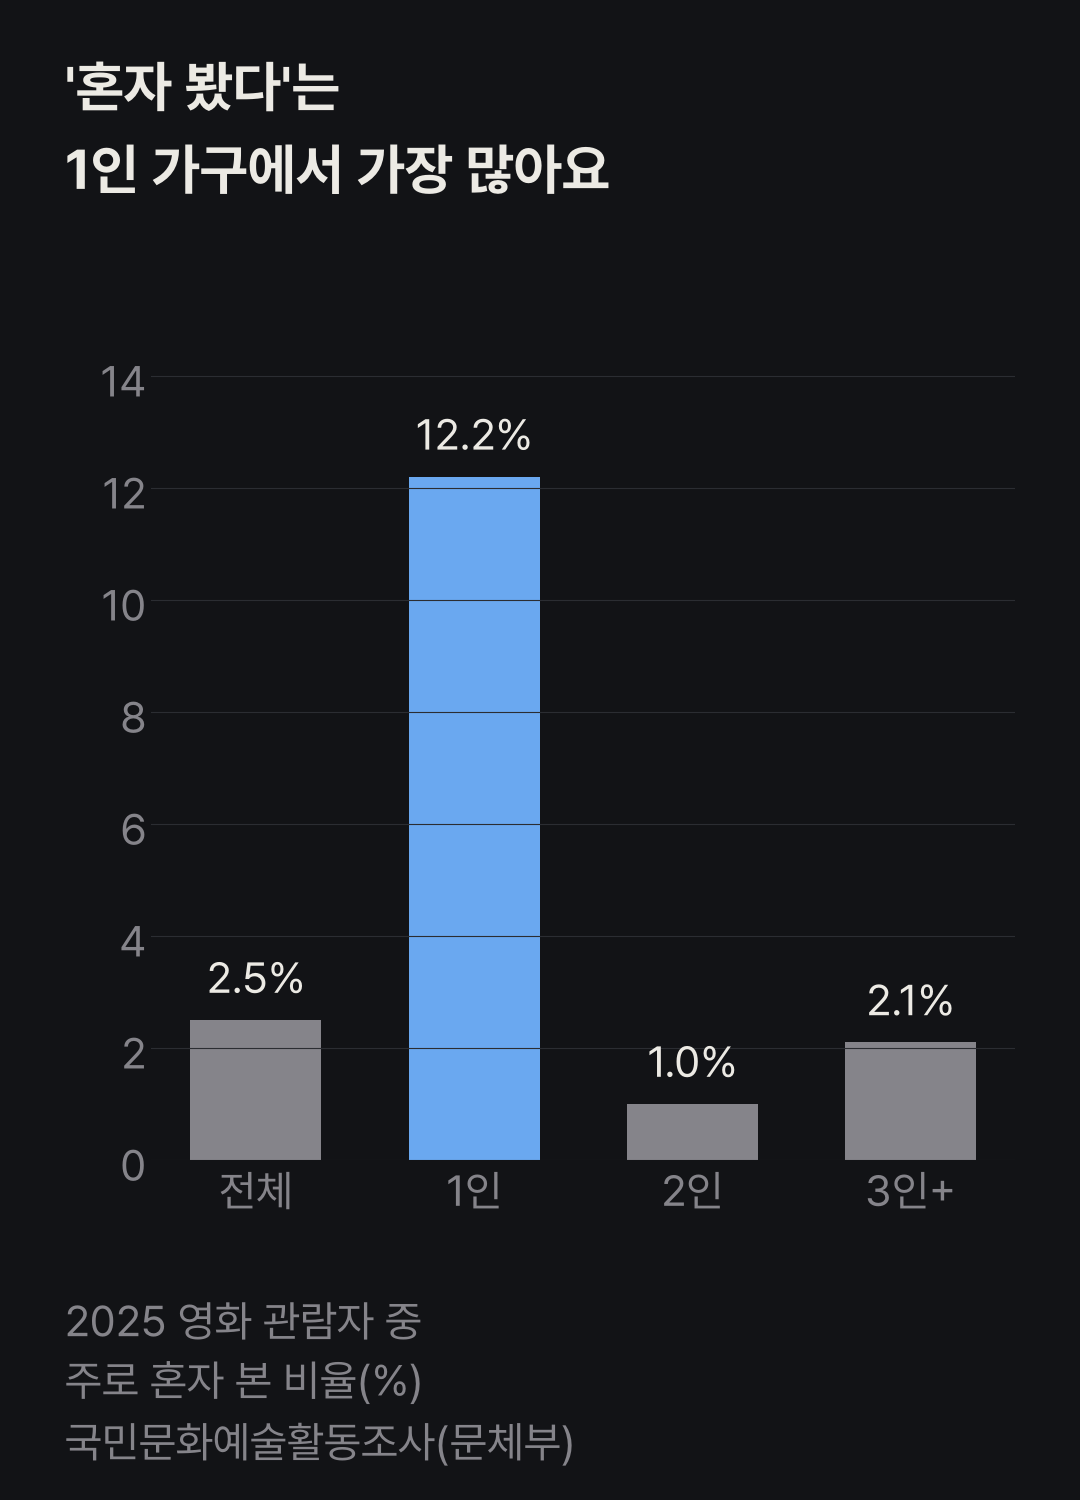 '혼자 봤다'는
1인 가구에서 가장 많아요
14
12.2%
12
10
8
6
4
2.5%
2.1%
2
1.0%
0
전체 1인 2인 3인+
2025 영화 관람자 중
주로 혼자 본 비율(%)
국민문화예술활동조사(문체부)